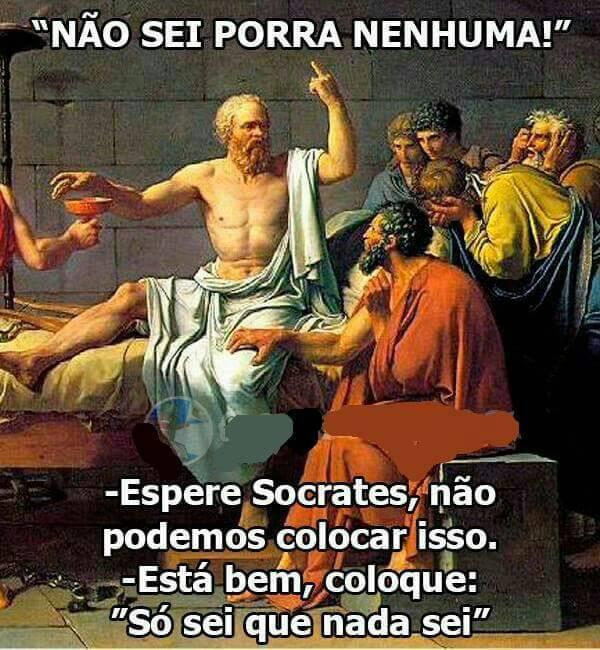 “NÃO SEI PORRA NENHUMA!”
-Espere Socrates, não
podemos colocar isso.
-Está bem, coloque:
”Só sei que nada sei”